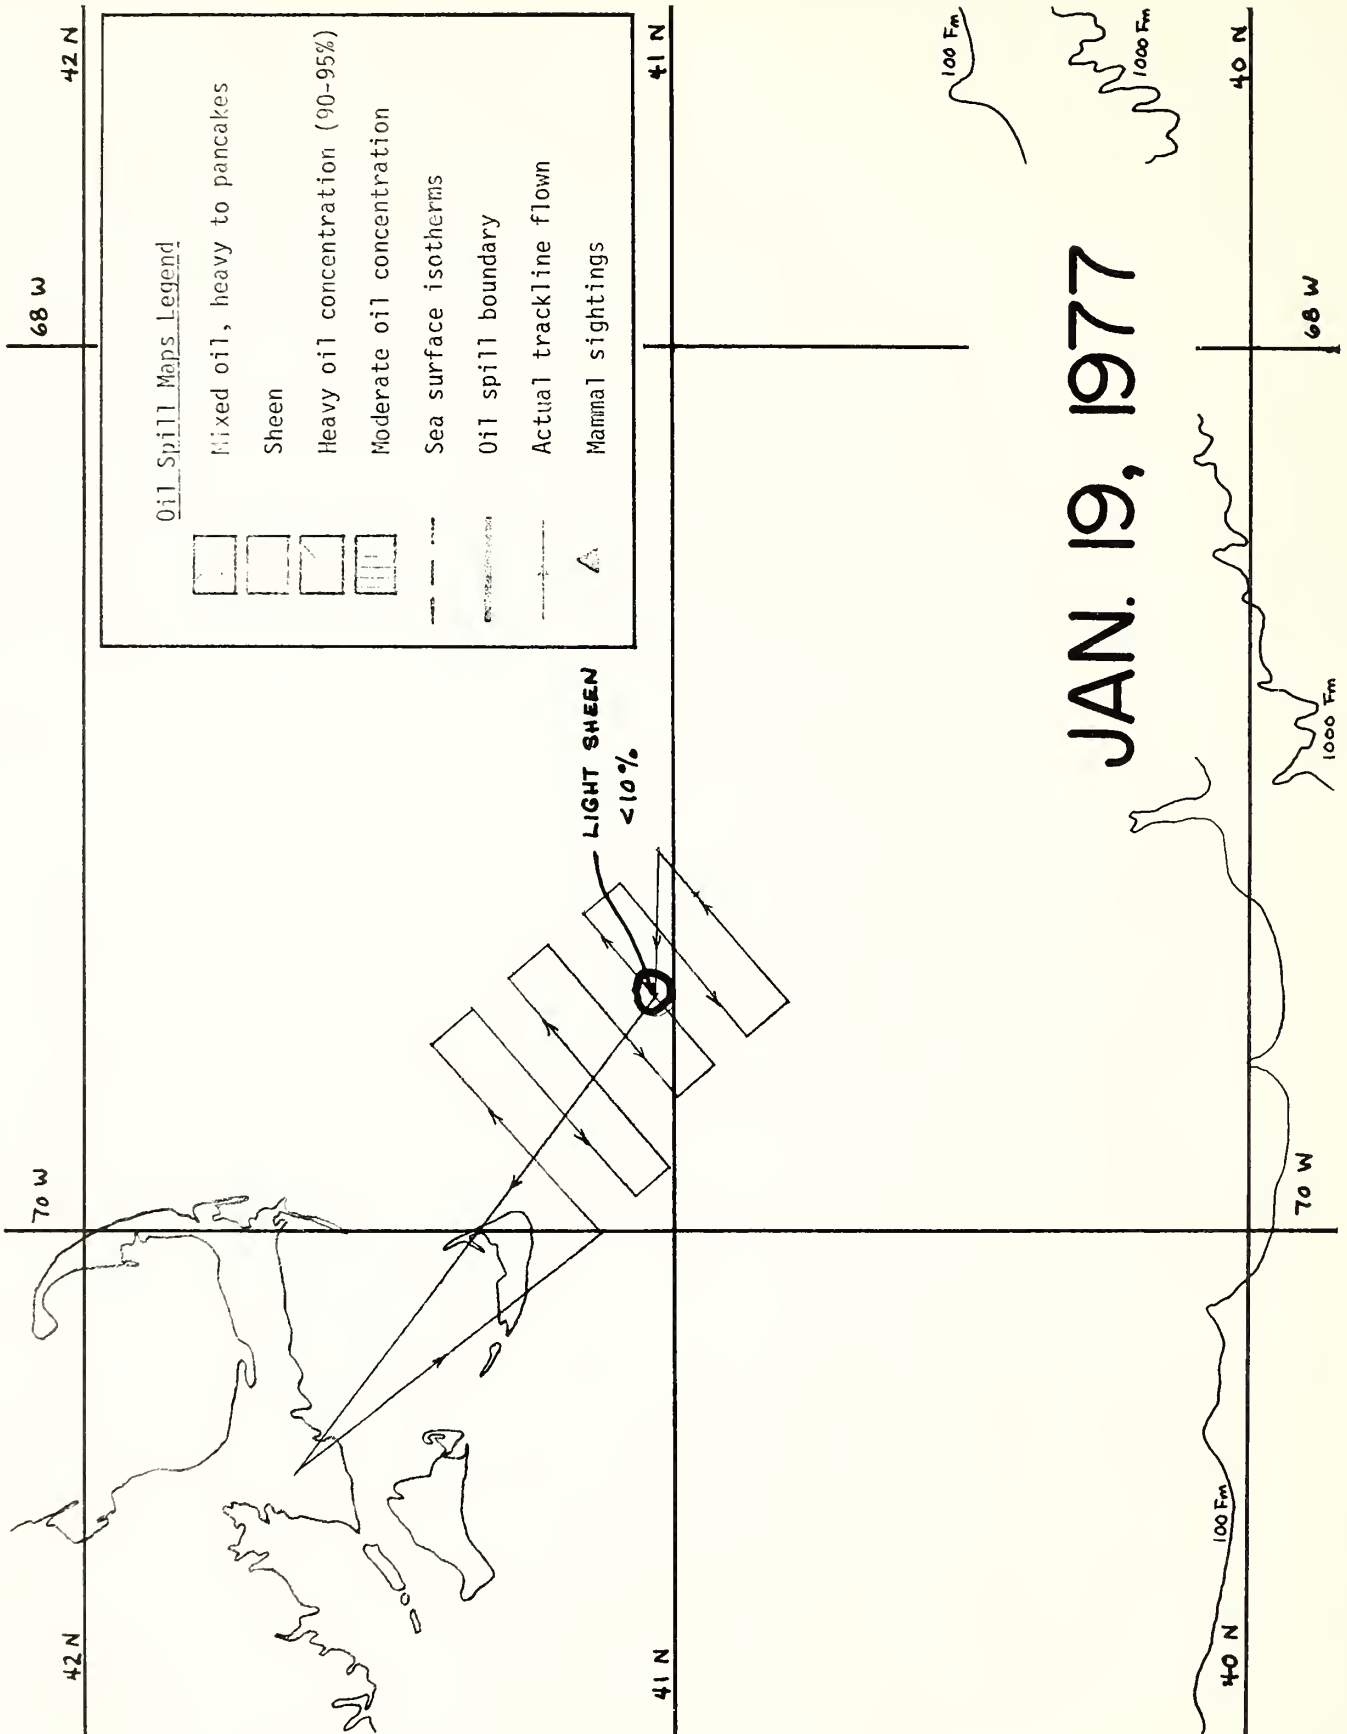 42 N
70 W
68 W
42 N
Oil Spill Maps Legend
Mixed oil, heavy to pancakes
Sheen
Heavy oil concentration (90-95%)
Moderate oil concentration
Sea surface isotherms
Oil spill boundary
Actual trackline flown
Mammal sightings
LIGHT SHEEN
<10%
41 N
41 N
100 Fm
1000 Fm
JAN. 19, 1977
100 Fm
40 N
70 W
1000 Fm
68 W
40 N